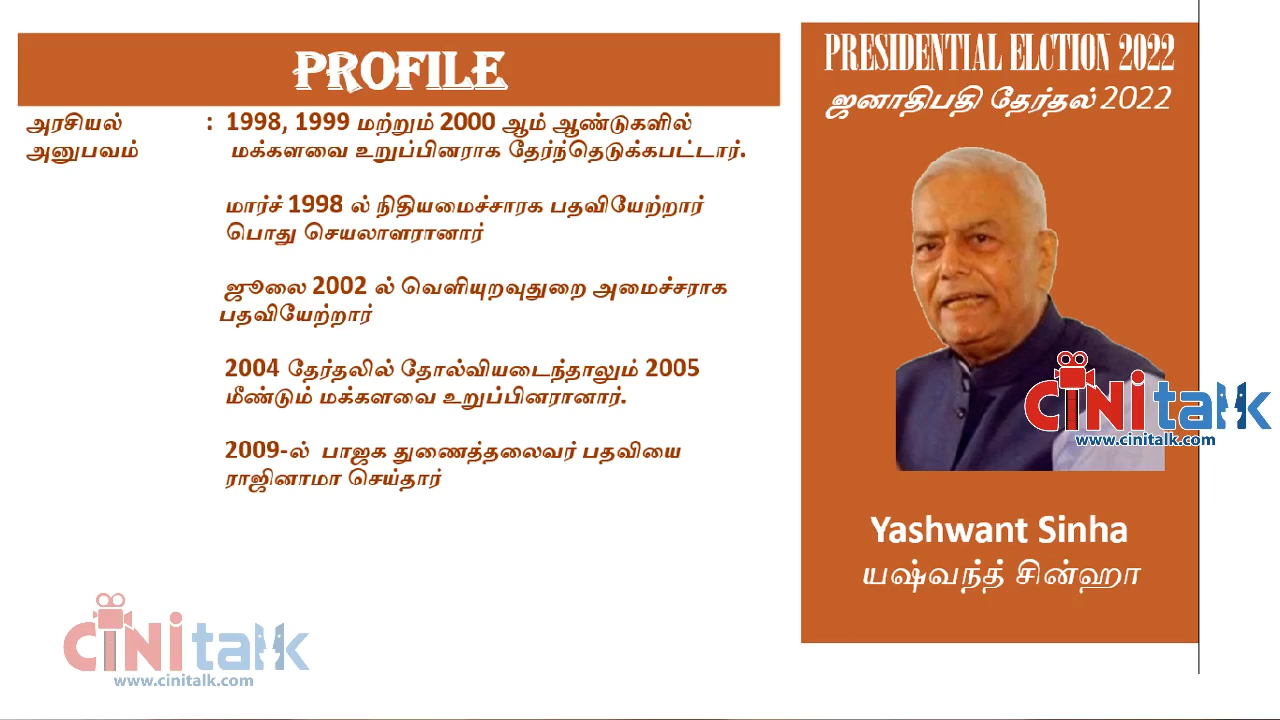 PROFILE
அரசியல் : 1998, 1999 மற்றும் 2000 ஆம் ஆண்டுகளில்
அனுபவம் மக்களவை உறுப்பினராக தேர்ந்தெடுக்கபட்டார்.
மார்ச் 1998 ல் நிதியமைச்சாரக பதவியேற்றார்
பொது செயலாளரானார்
ஜூலை 2002 ல் வெளியுறவுதுறை அமைச்சராக
பதவியேற்றார்
2004 தேர்தலில் தோல்வியடைந்தாலும் 2005
மீண்டும் மக்களவை உறுப்பினரானார்.
2009-ல் பாஜக துணைத்தலைவர் பதவியை
ராஜினாமா செய்தார்
PRESIDENTIAL ELCTION 2022
ஜனாதிபதி தேர்தல் 2022
CiNitalk
www.cinitalk.com
Yashwant Sinha
யஷ்வந்த் சின்ஹா
CiNitalk
www.cinitalk.com